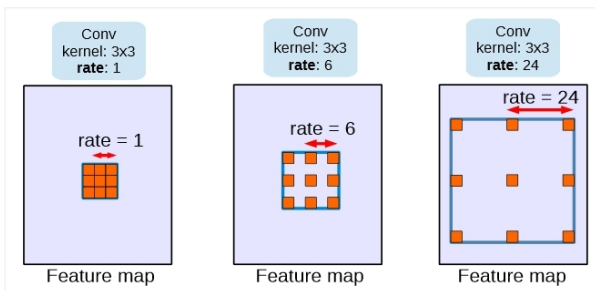 Conv
kernel: 3x3
rate: 1
rate = 1
Feature map
Conv
kernel: 3x3
rate: 6
rate = 6
Feature map
Conv
kernel: 3x3
rate: 24
rate = 24
Feature map